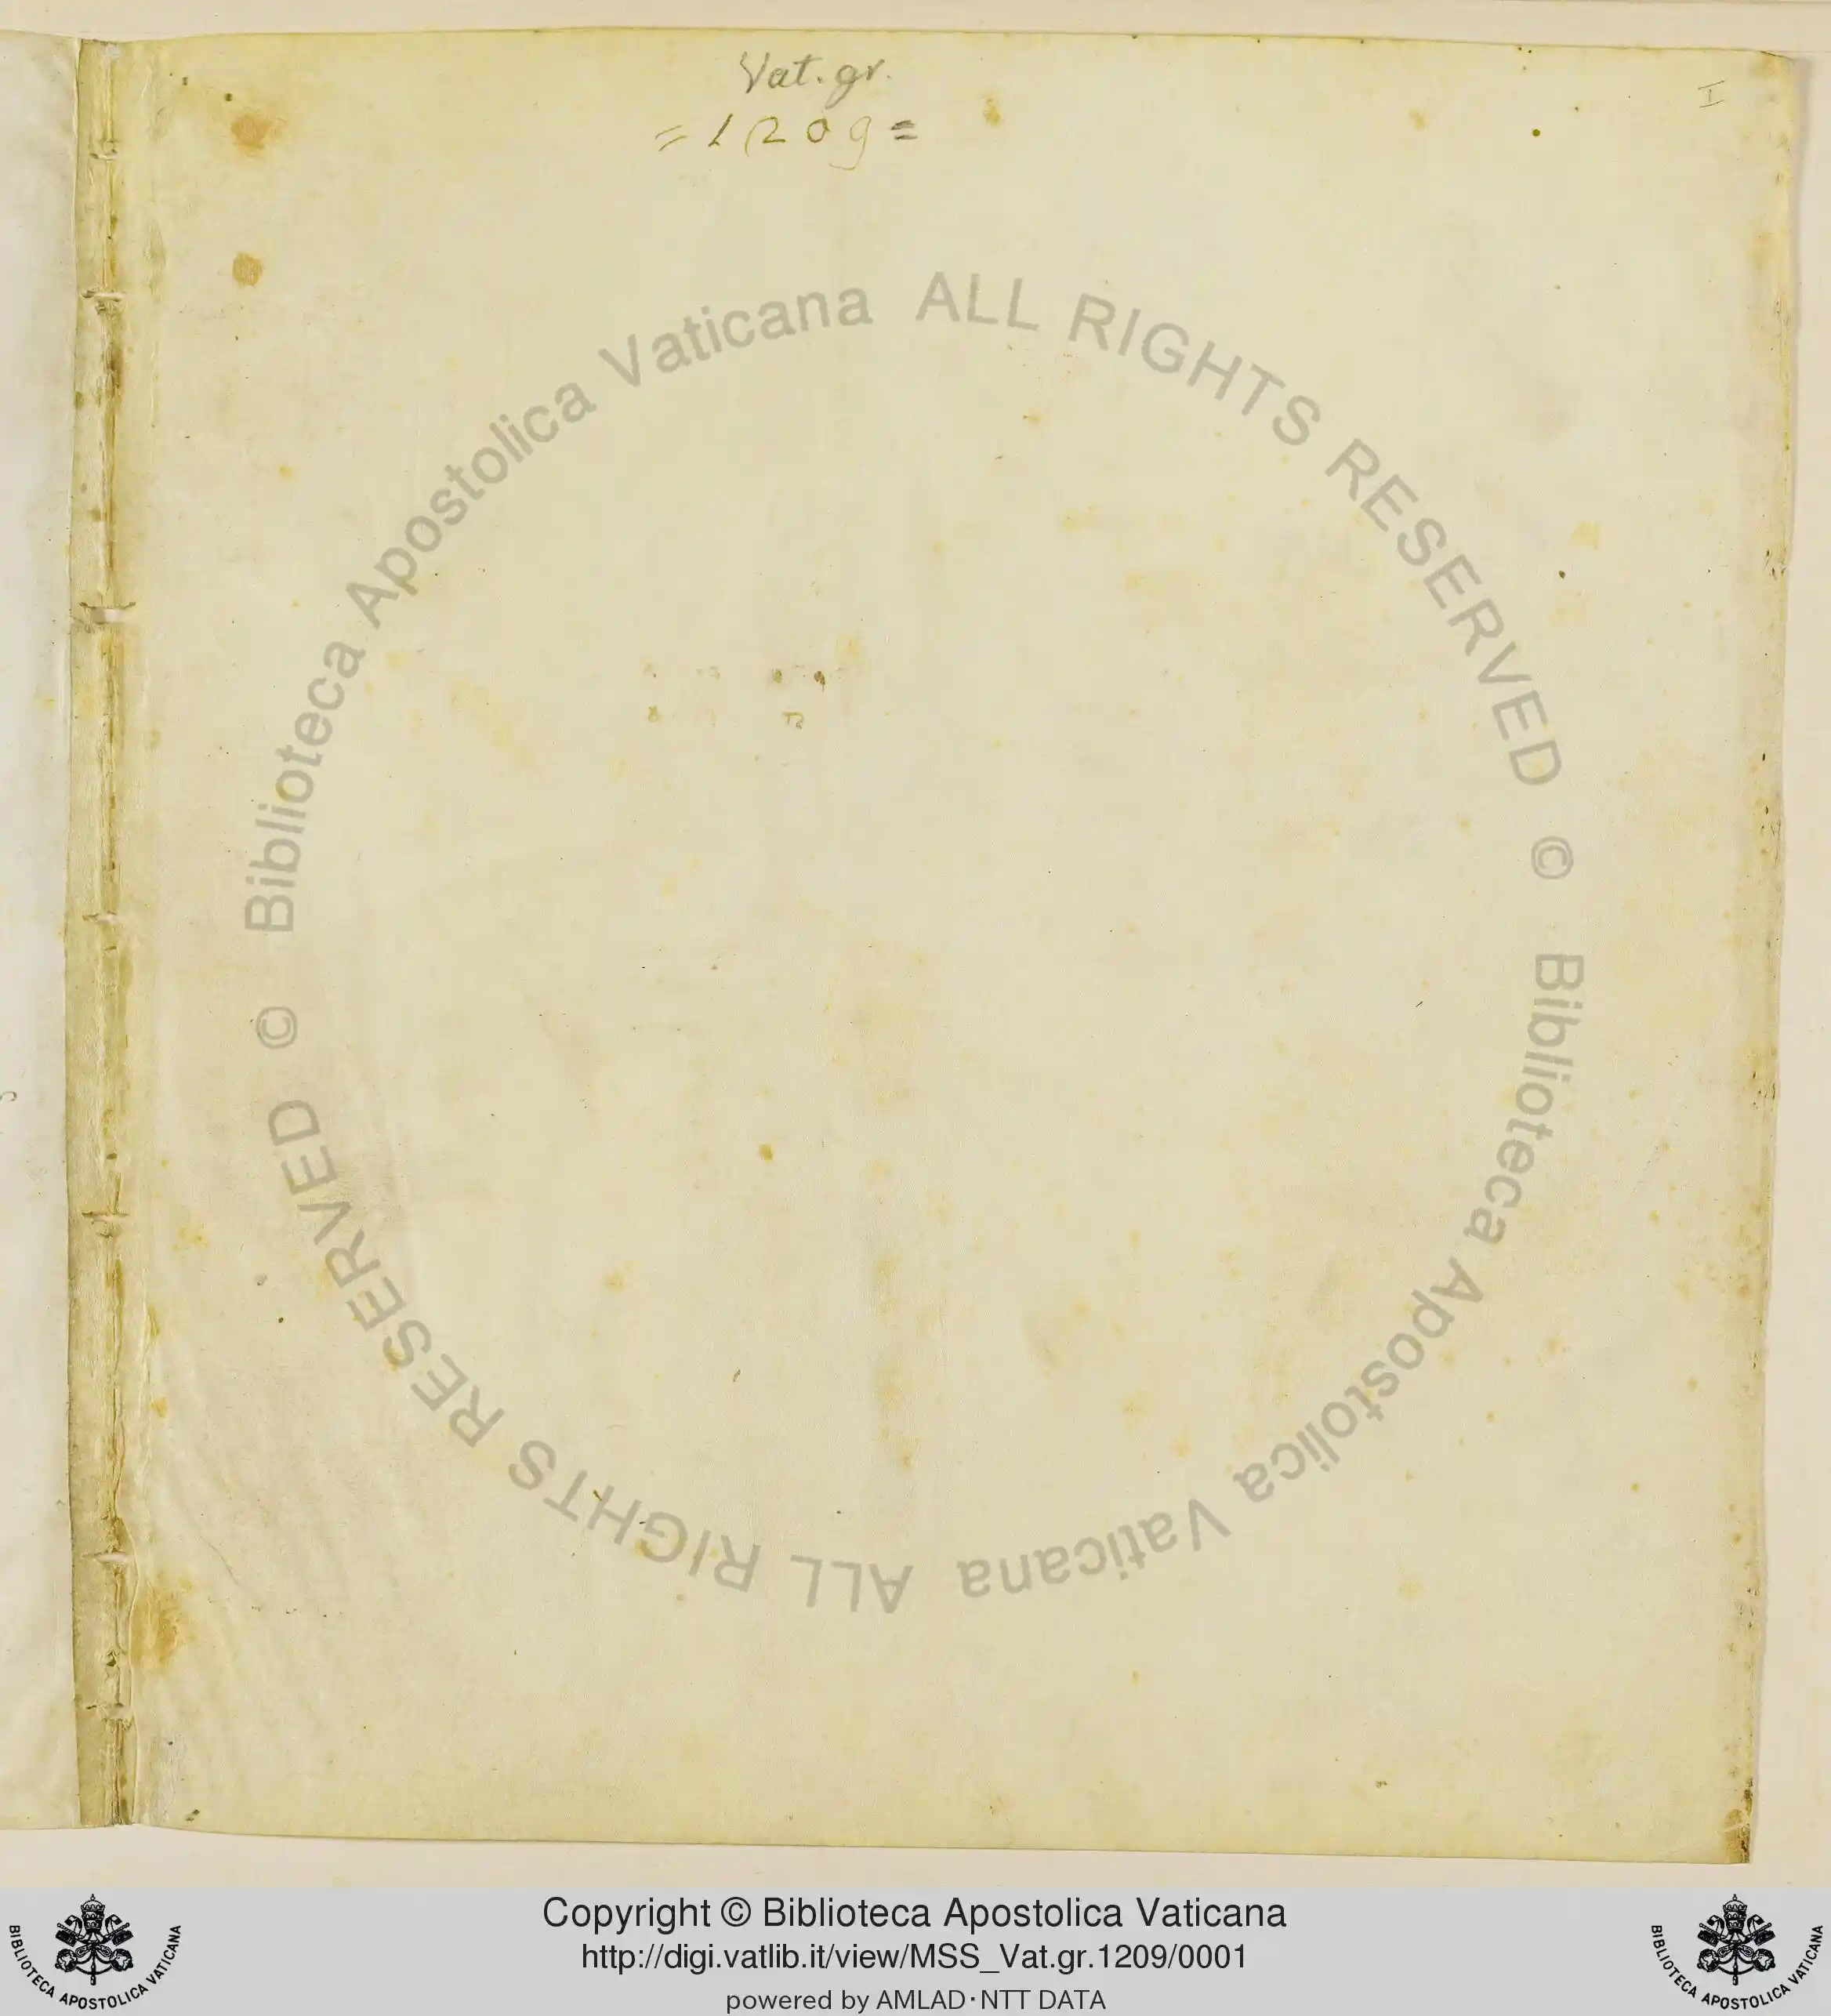 Vat. gr.
I
= 1209 =
© Biblioteca Apostolica Vaticana ALL RIGHTS RESERVED
© Biblioteca Apostolica Vaticana ALL RIGHTS RESERVED
Copyright © Biblioteca Apostolica Vaticana
http://digi.vatlib.it/view/MSS_Vat.gr.1209/0001
powered by AMLAD·NTT DATA
BIBLIOTECA APOSTOLICA VATICANA
BIBLIOTECA APOSTOLICA VATICANA